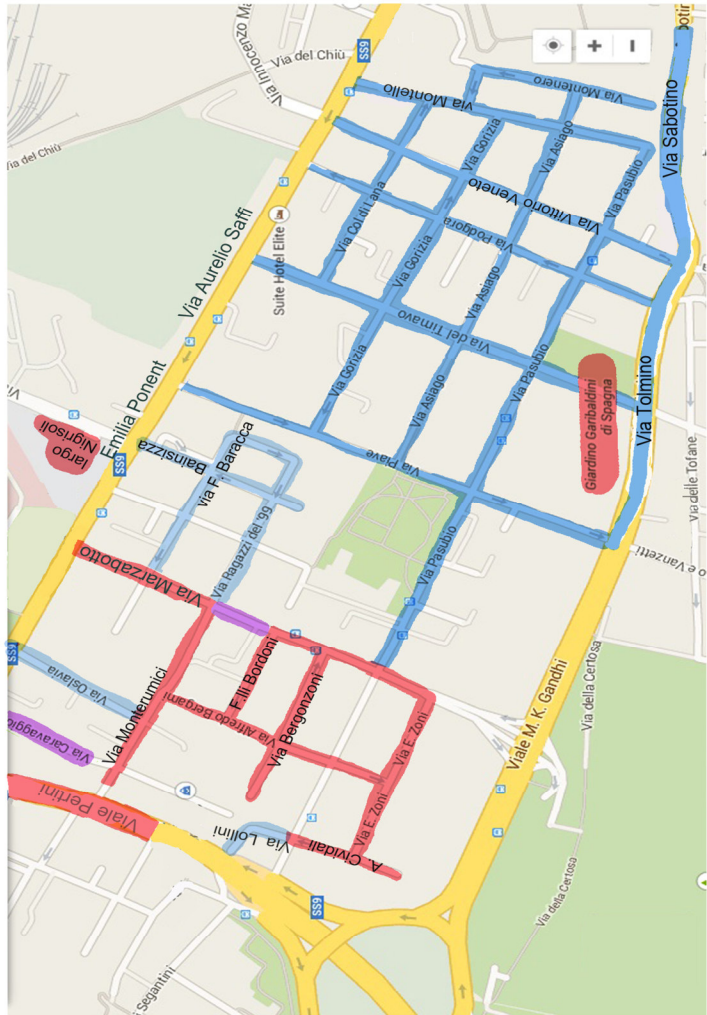 otin
SS9
Via Innocenzo Ma
Via del Chiù
Via del Chiù
Via Montello
Via Montenero
Via Sabotino
Via Gorizia
Via Asiago
Via Pasubio
Via Vittorio Veneto
Via Col di Lana
Via Podgora
Via Aurelio Saffi
Suite Hotel Elite
Via Gorizia
Via Asiago
Via del Timavo
Via Pasubio
Via Gorizia
Via Asiago
Via Tolmino
Giardino Garibaldini
di Spagna
Via
largo
Nigrisoli
Emilia Ponent
SS9
Bainsizza
via F. Baracca
Via Piave
Via delle Tofane
Via Ragazzi del '99
Via Pasubio
o e Vanzetti
Via Marzabotto
SS9
Via Oslavia
Via Monterumici
F.lli Bordoni
Via Alfredo Bergami
Via Bergonzoni
Viale M. K. Gandhi
Via della Certosa
Via Caravaggio
Viale Pertini
Via E. Zoni
Via E. Zoni
Via Lollini
A. Cividali
SS9
Via della Certosa
i Segantini